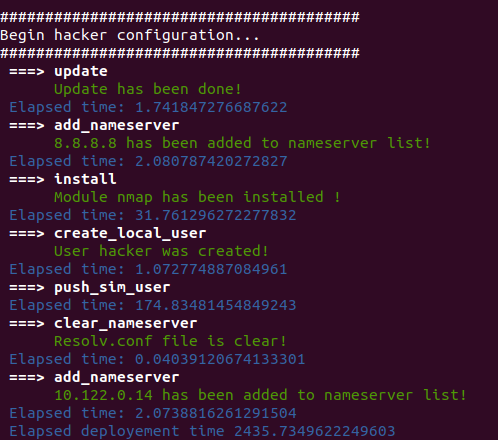 ########################################
Begin hacker configuration...
########################################
===> update
Update has been done!
Elapsed time: 1.741847276687622
===> add_nameserver
8.8.8.8 has been added to nameserver list!
Elapsed time: 2.080787420272827
===> install
Module nmap has been installed !
Elapsed time: 31.761296272277832
===> create_local_user
User hacker was created!
Elapsed time: 1.072774887084961
===> push_sim_user
Elapsed time: 174.83481454849243
===> clear_nameserver
Resolv.conf file is clear!
Elapsed time: 0.04039120674133301
===> add_nameserver
10.122.0.14 has been added to nameserver list!
Elapsed time: 2.0738816261291504
Elapsed deployement time 2435.7349622249603